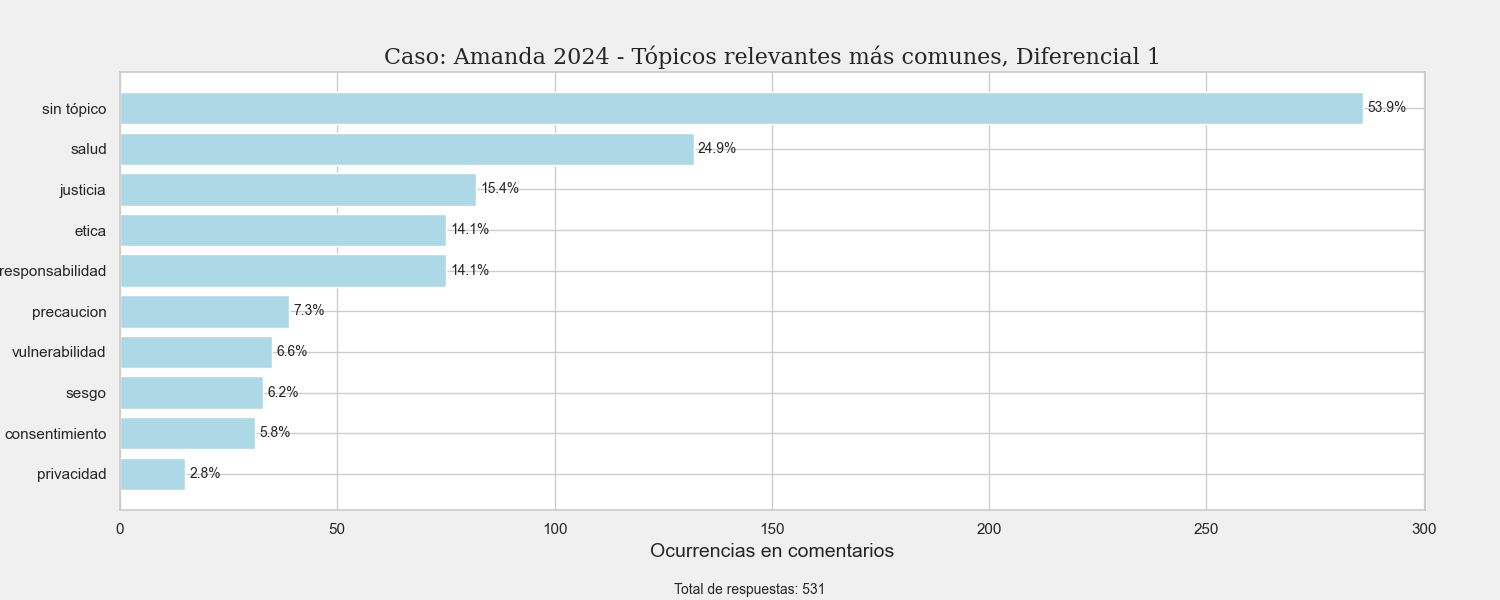 Caso: Amanda 2024 - Tópicos relevantes más comunes, Diferencial 1
sin tópico 53.9%
salud 24.9%
justicia 15.4%
etica 14.1%
responsabilidad 14.1%
precaucion 7.3%
vulnerabilidad 6.6%
sesgo 6.2%
consentimiento 5.8%
privacidad 2.8%
0 50 100 150 200 250 300
Ocurrencias en comentarios
Total de respuestas: 531